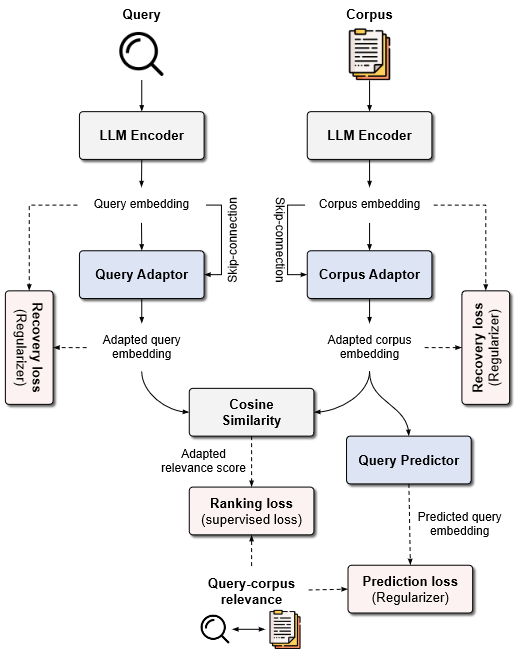 Query
Corpus
LLM Encoder
LLM Encoder
Query embedding
Skip-connection
Skip-connection
Corpus embedding
Query Adaptor
Corpus Adaptor
Recovery loss
(Regularizer)
Adapted query
embedding
Adapted corpus
embedding
Recovery loss
(Regularizer)
Cosine
Similarity
Adapted
relevance score
Query Predictor
Ranking loss
(supervised loss)
Predicted query
embedding
Query-corpus
relevance
Prediction loss
(Regularizer)